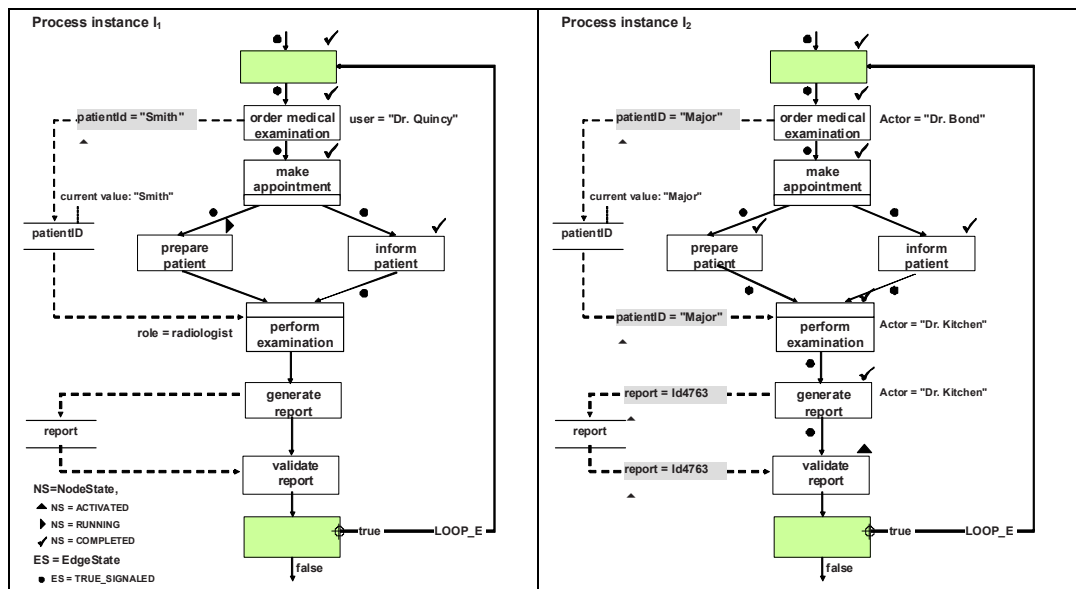 Process instance I1
patientId = "Smith"
order medical
examination
user = "Dr. Quincy"
make
appointment
current value: "Smith"
patientID
prepare
patient
inform
patient
role = radiologist
perform
examination
generate
report
report
validate
report
NS=NodeState,
NS = ACTIVATED
NS = RUNNING
NS = COMPLETED
ES = EdgeState
ES = TRUE_SIGNALED
true
LOOP_E
false
Process instance I2
patientID = "Major"
order medical
examination
Actor = "Dr. Bond"
make
appointment
current value: "Major"
patientID
prepare
patient
inform
patient
patientID = "Major"
perform
examination
Actor = "Dr. Kitchen"
report = Id4763
generate
report
Actor = "Dr. Kitchen"
report
report = Id4763
validate
report
true
LOOP_E
false